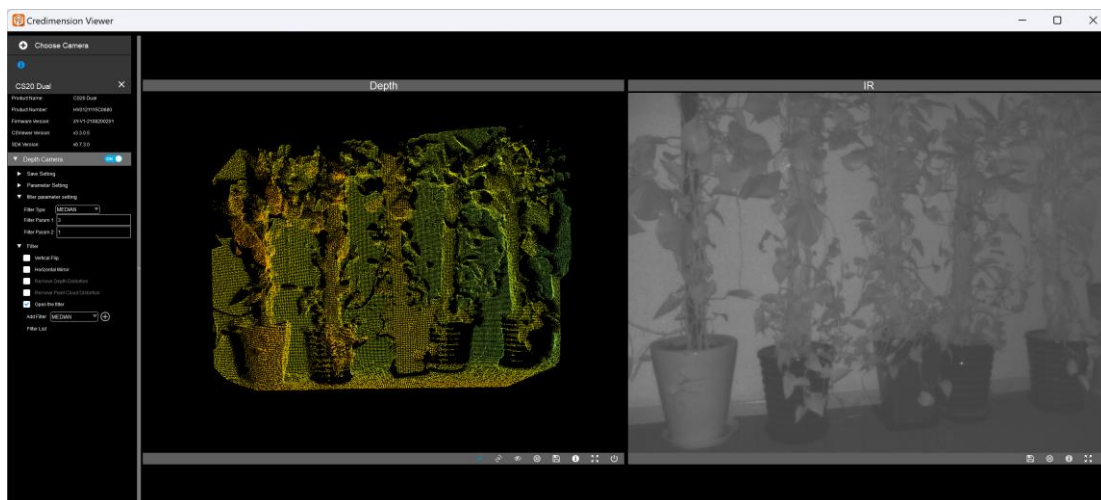 Credimension Viewer
Choose Camera
CS20 Dual
Product Name: CS20 Dual
Product Number:
Firmware Version:
CSViewer Version: v3.3.0.5
SDK Version: v0.7.3.0
Depth Camera ON
Save Setting
Parameter Setting
filter parameter setting
Filter Type MEDIAN
Filter Param 1 3
Filter Param 2 1
Filter
Vertical Flip
Horizontal Mirror
Remove Depth Distortion
Remove Point Cloud Distortion
Open the filter
Add Filter MEDIAN
Filter List
Depth
IR